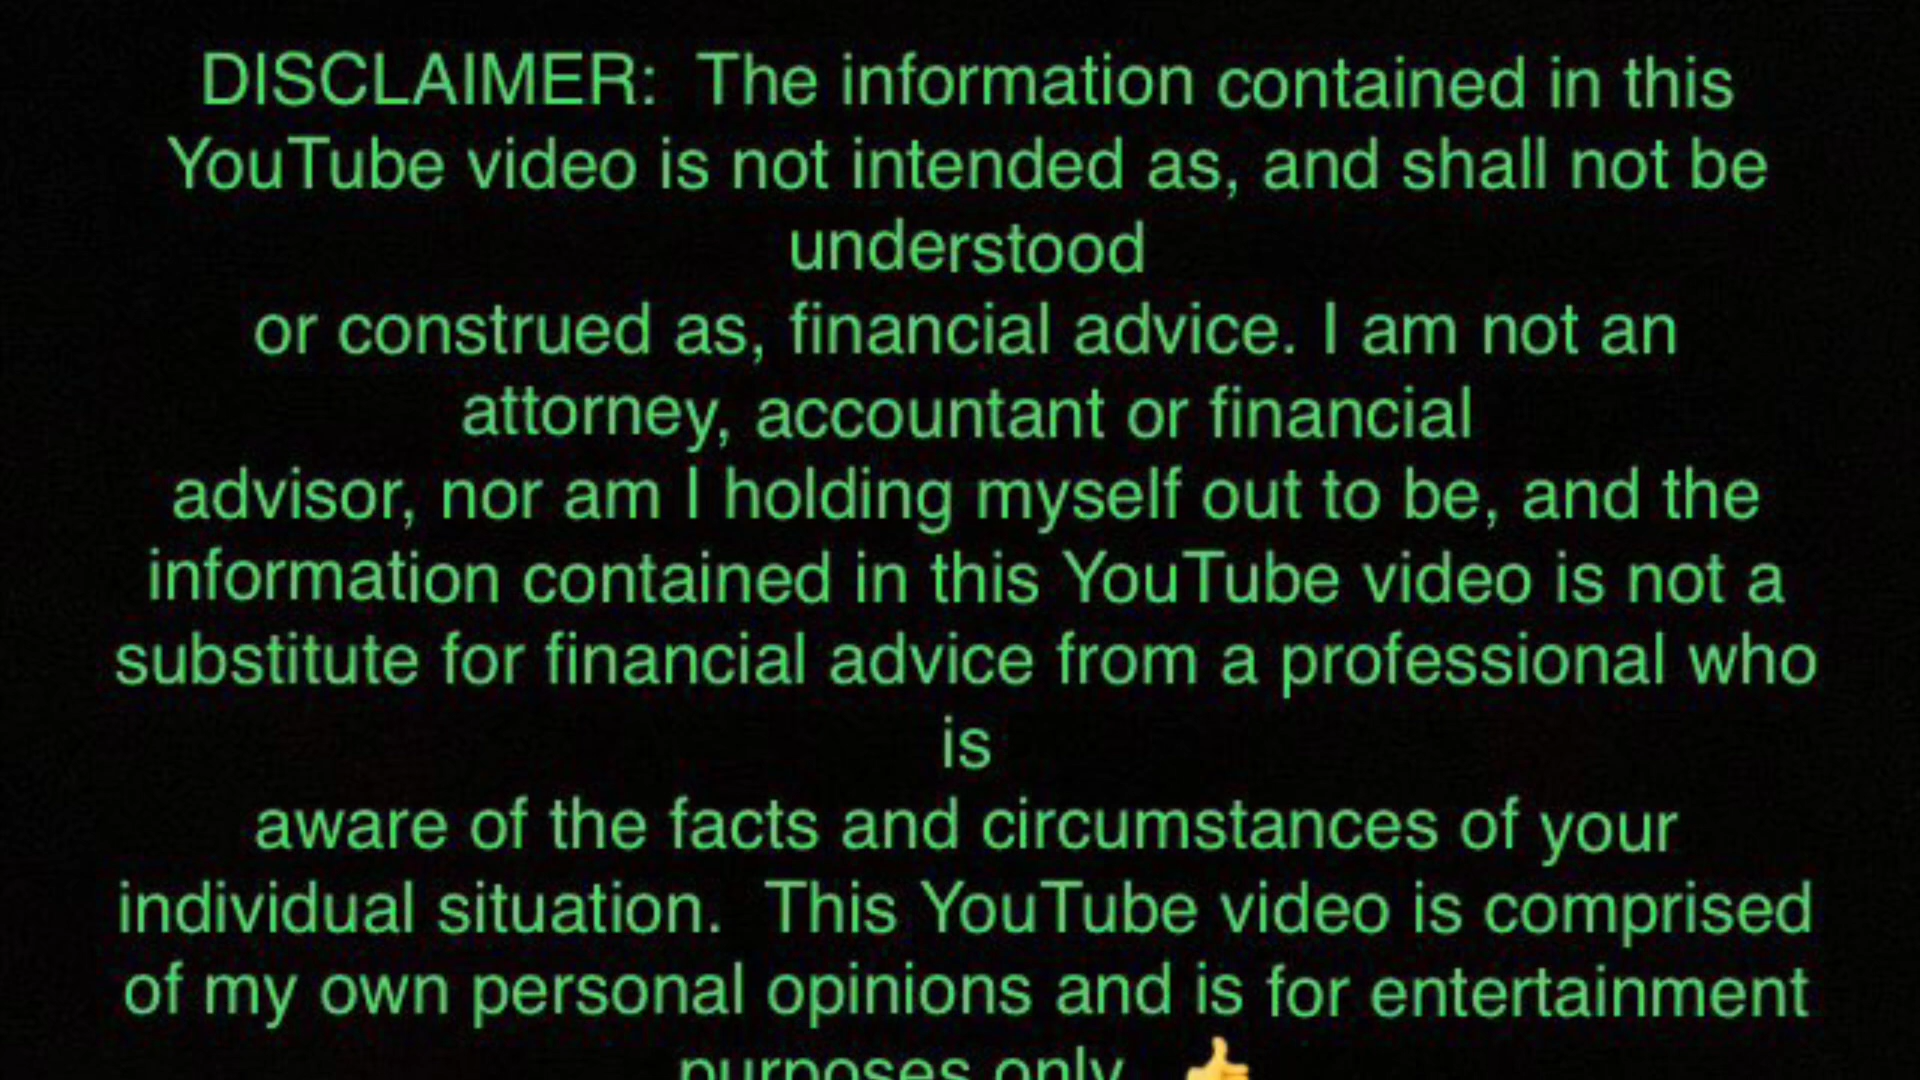 DISCLAIMER:  The information contained in this
YouTube video is not intended as, and shall not be
understood
or construed as, financial advice. I am not an
attorney, accountant or financial
advisor, nor am I holding myself out to be, and the
information contained in this YouTube video is not a
substitute for financial advice from a professional who
is
aware of the facts and circumstances of your
individual situation.  This YouTube video is comprised
of my own personal opinions and is for entertainment
purposes only 👍